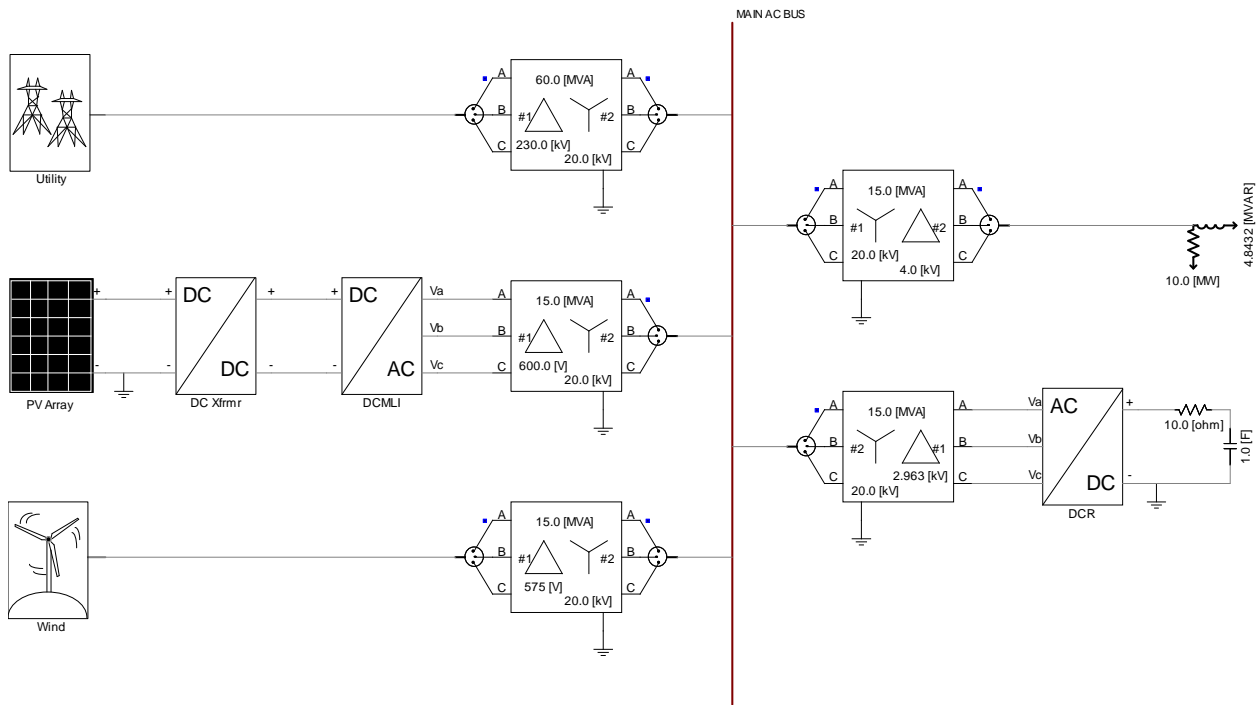 MAIN AC BUS
Utility
A
B
C
60.0 [MVA]
#1
#2
230.0 [kV]
20.0 [kV]
A
B
C
PV Array
+
-
+
-
DC
DC
DC Xfrmr
+
-
+
-
DC
AC
DCMLI
Va
Vb
Vc
A
B
C
15.0 [MVA]
#1
#2
600.0 [V]
20.0 [kV]
A
B
C
Wind
A
B
C
15.0 [MVA]
#1
#2
575 [V]
20.0 [kV]
A
B
C
A
B
C
15.0 [MVA]
#1
#2
20.0 [kV]
4.0 [kV]
A
B
C
10.0 [MW]
4.8432 [MVAR]
A
B
C
15.0 [MVA]
#2
#1
2.963 [kV]
20.0 [kV]
A
B
C
Va
Vb
Vc
AC
DC
DCR
+
-
10.0 [ohm]
1.0 [F]